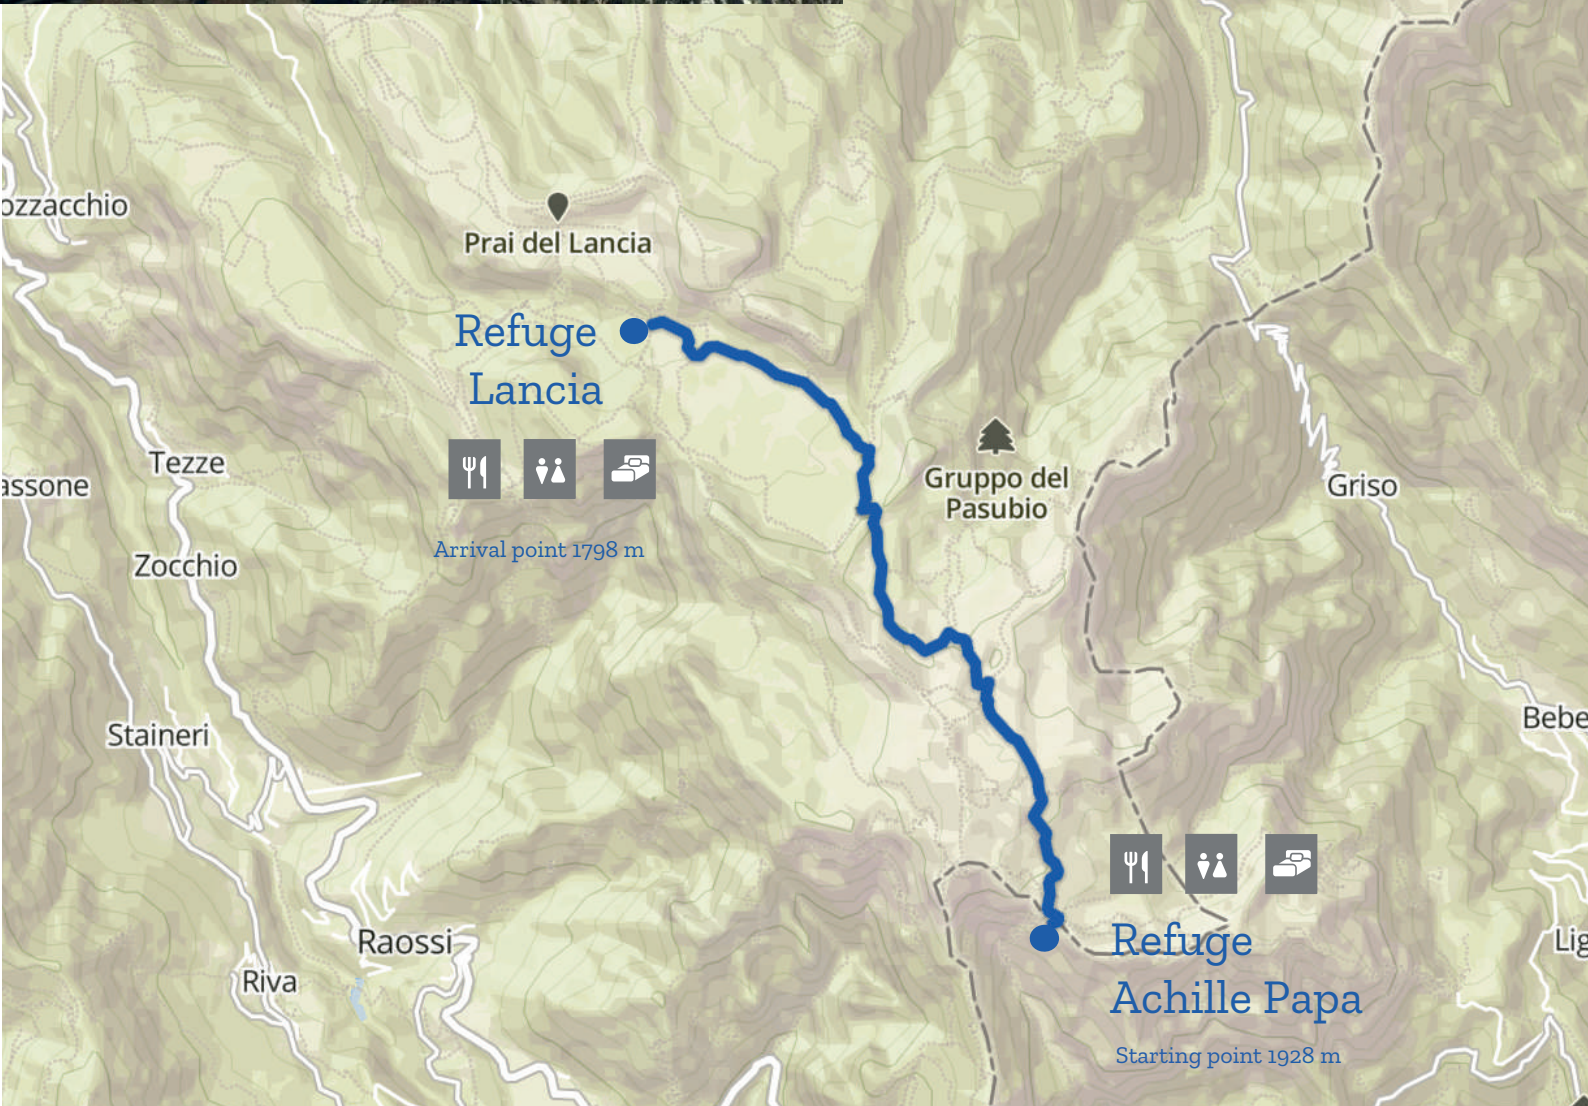 ozzacchio
Prai del Lancia
Refuge
Lancia
Tezze
assone
Gruppo del
Pasubio
Griso
Arrival point 1798 m
Zocchio
Staineri
Bebe
Raossi
Riva
Refuge
Achille Papa
Lig
Starting point 1928 m